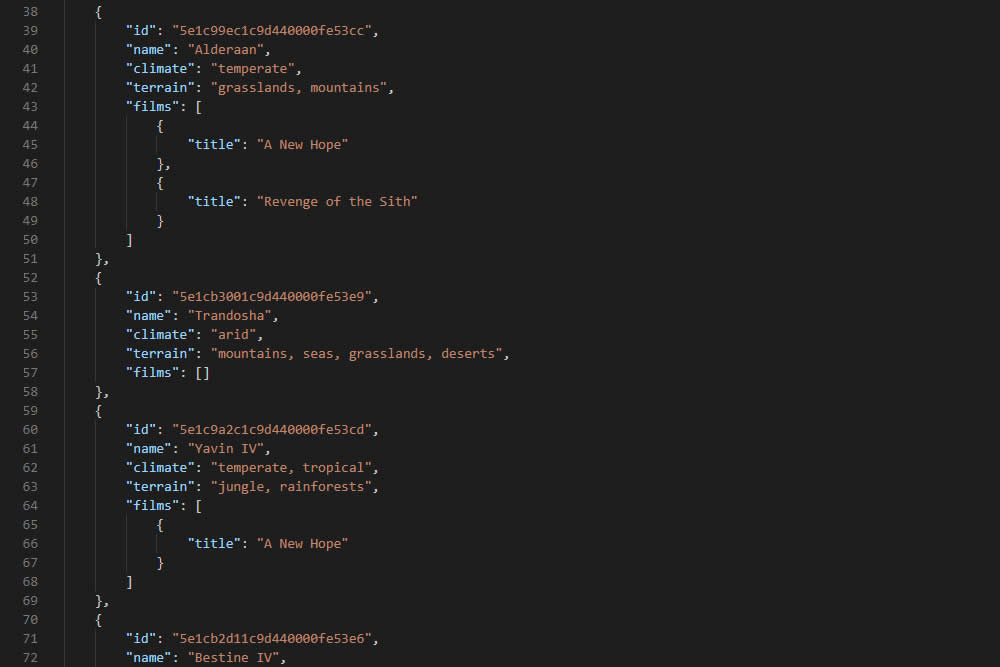 38 {
39 "id": "5e1c99ec1c9d440000fe53cc",
40 "name": "Alderaan",
41 "climate": "temperate",
42 "terrain": "grasslands, mountains",
43 "films": [
44 {
45 "title": "A New Hope"
46 },
47 {
48 "title": "Revenge of the Sith"
49 }
50 ]
51 },
52 {
53 "id": "5e1cb3001c9d440000fe53e9",
54 "name": "Trandosha",
55 "climate": "arid",
56 "terrain": "mountains, seas, grasslands, deserts",
57 "films": []
58 },
59 {
60 "id": "5e1c9a2c1c9d440000fe53cd",
61 "name": "Yavin IV",
62 "climate": "temperate, tropical",
63 "terrain": "jungle, rainforests",
64 "films": [
65 {
66 "title": "A New Hope"
67 }
68 ]
69 },
70 {
71 "id": "5e1cb2d11c9d440000fe53e6",
72 "name": "Bestine IV",